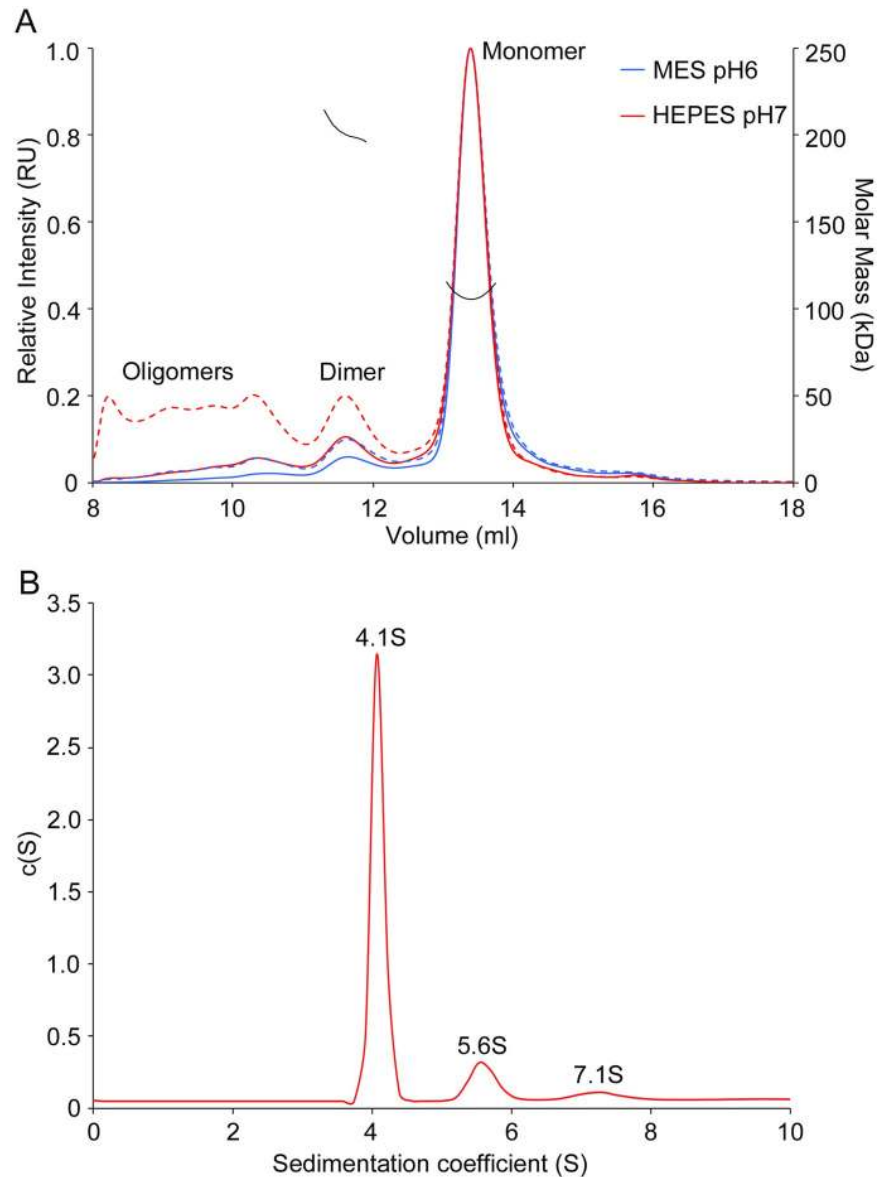 A
Relative Intensity (RU)
1.0
0.8
0.6
0.4
0.2
0
Oligomers
Dimer
Monomer
MES pH6
HEPES pH7
250
200
150
100
50
0
Molar Mass (kDa)
8 10 12 14 16 18
Volume (ml)
B
c(S)
3.5
3.0
2.5
2.0
1.5
1.0
0.5
0
4.1S
5.6S
7.1S
0 2 4 6 8 10
Sedimentation coefficient (S)